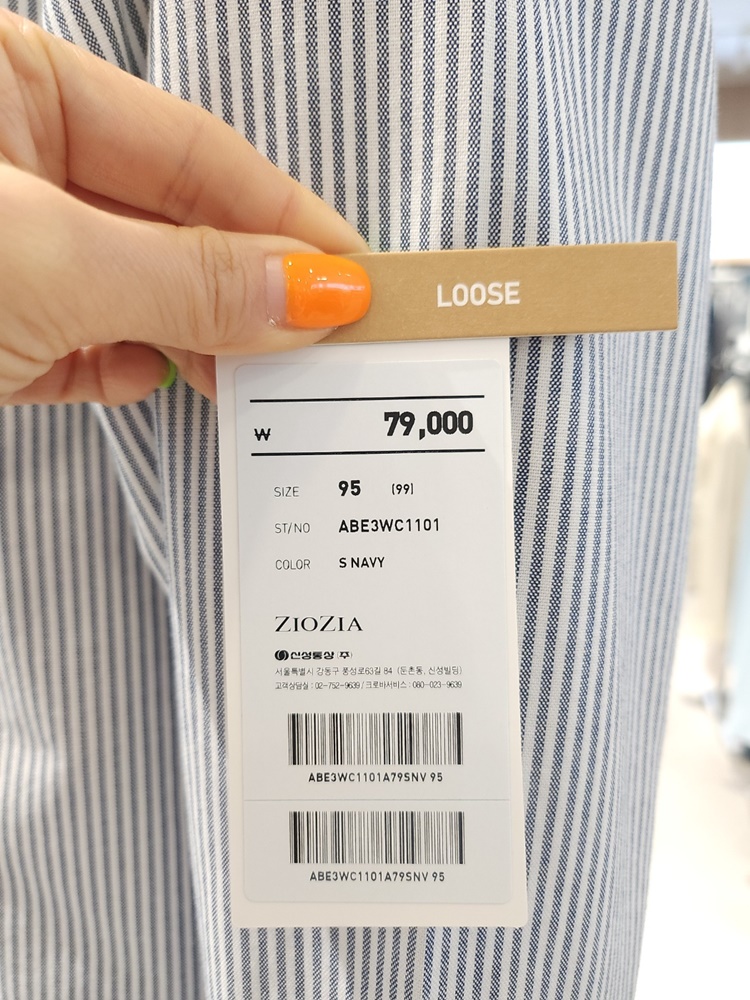 LOOSE
₩ 79,000
SIZE 95 (99)
ST/NO ABE3WC1101
COLOR S NAVY
ZIOZIA
신성통상 (주)
서울특별시 강동구 풍성로63길 84 (둔촌동, 신성빌딩)
고객상담실 : 02-752-9639 / 크로바서비스 : 080-023-9639
ABE3WC1101A79SNV 95
ABE3WC1101A79SNV 95